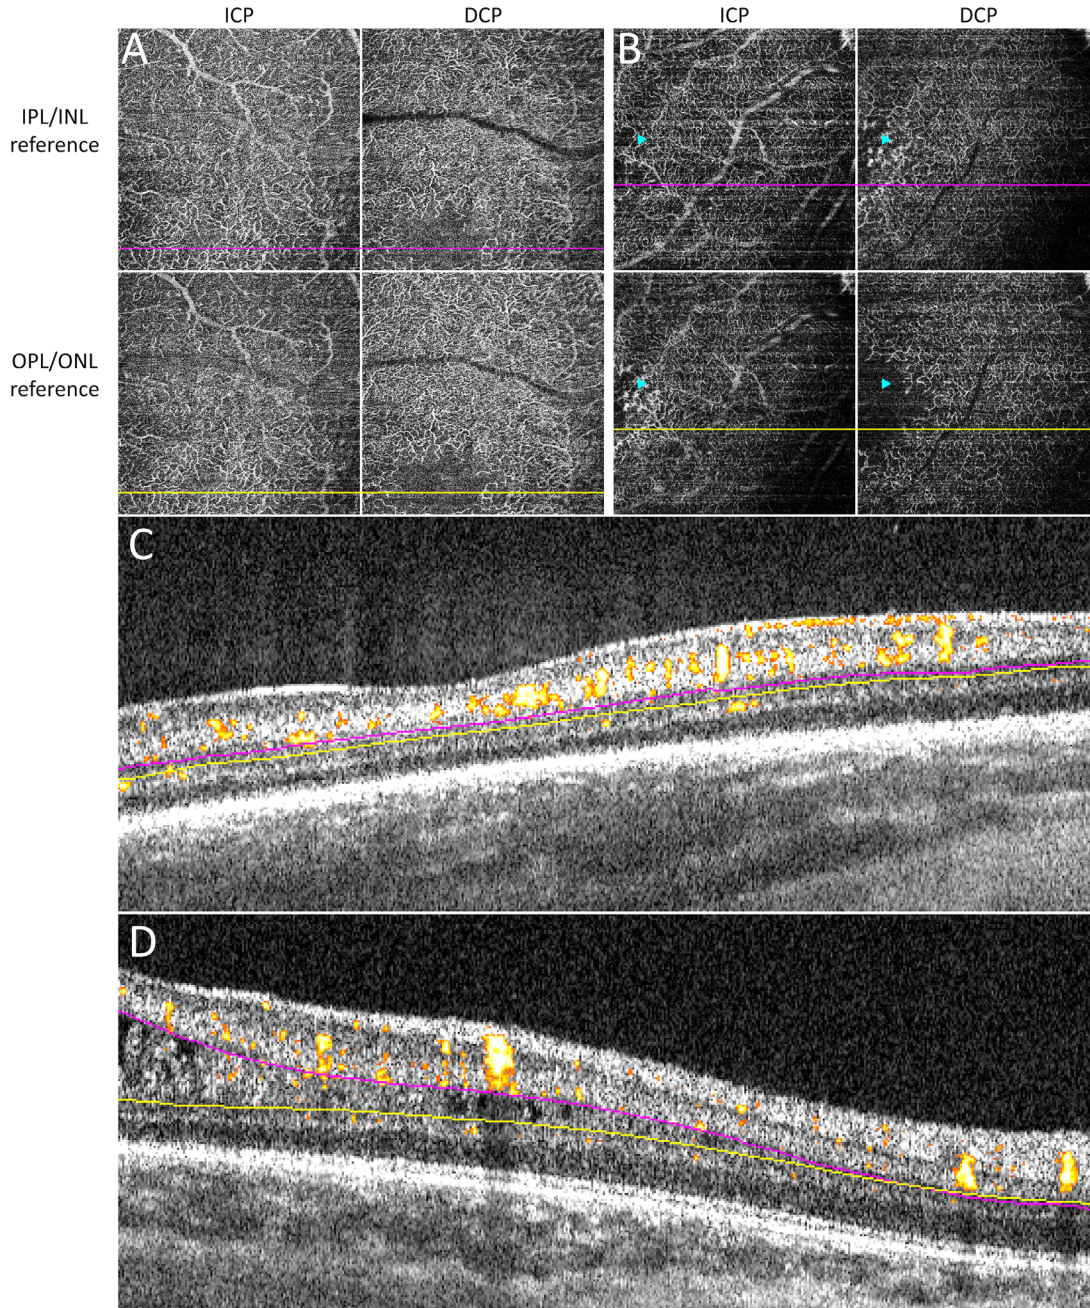 ICP DCP ICP DCP
A B
IPL/INL
reference
OPL/ONL
reference
C
D